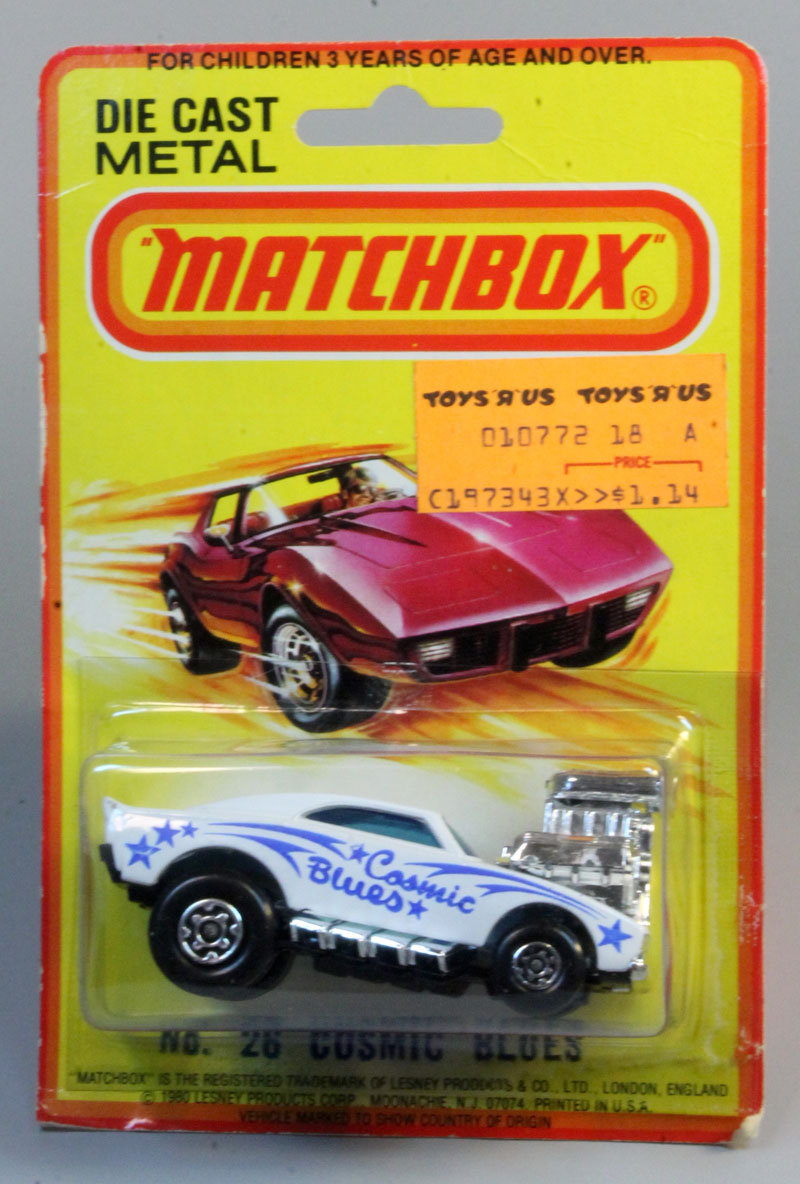 FOR CHILDREN 3 YEARS OF AGE AND OVER.
DIE CAST
METAL
"MATCHBOX"®
TOYS"R"US TOYS"R"US
010772 18 A
PRICE
C197343X>>$1.14
Cosmic
Blues
No. 26 COSMIC BLUES
"MATCHBOX" IS THE REGISTERED TRADEMARK OF LESNEY PRODUCTS & CO., LTD., LONDON, ENGLAND
© 1980 LESNEY PRODUCTS CORP. MOONACHIE, N.J. 07074 PRINTED IN U.S.A.
VEHICLE MARKED TO SHOW COUNTRY OF ORIGIN